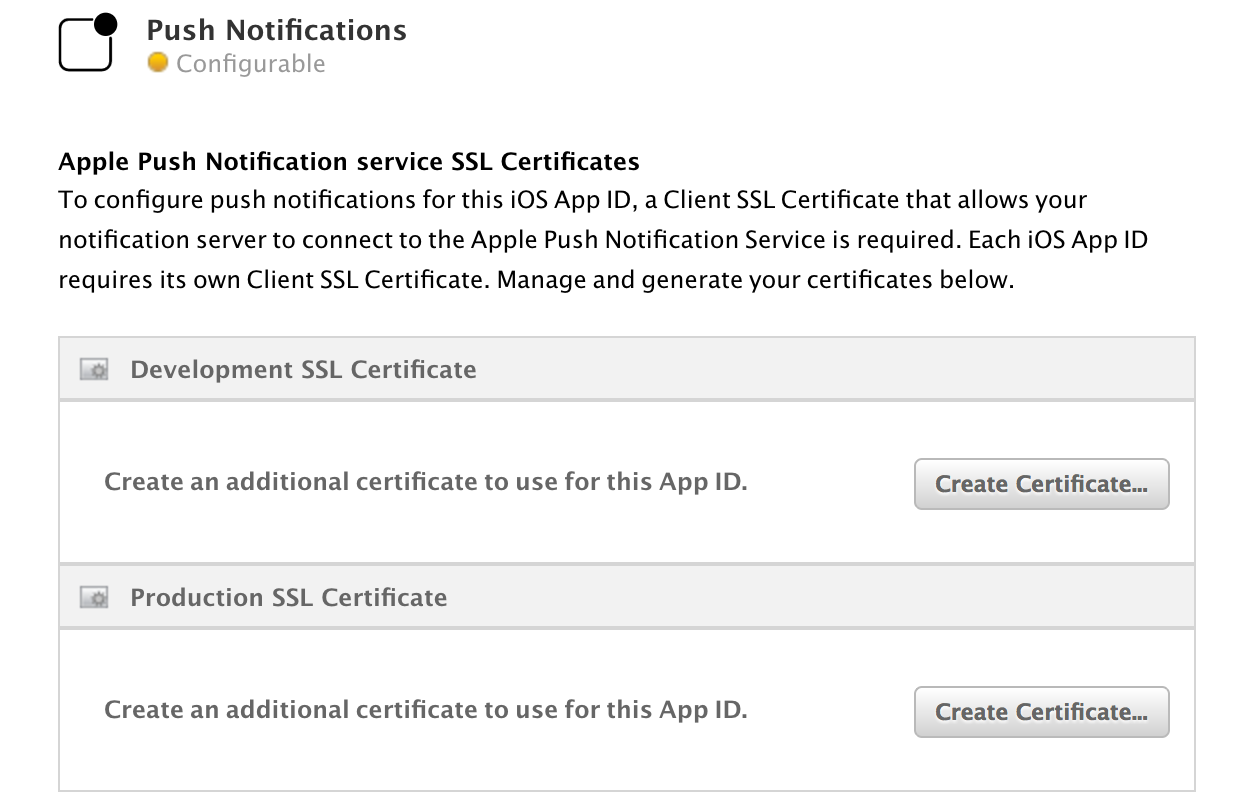 Push Notifications
Configurable
Apple Push Notification service SSL Certificates
To configure push notifications for this iOS App ID, a Client SSL Certificate that allows your
notification server to connect to the Apple Push Notification Service is required. Each iOS App ID
requires its own Client SSL Certificate. Manage and generate your certificates below.
Development SSL Certificate
Create an additional certificate to use for this App ID.
Create Certificate...
Production SSL Certificate
Create an additional certificate to use for this App ID.
Create Certificate...